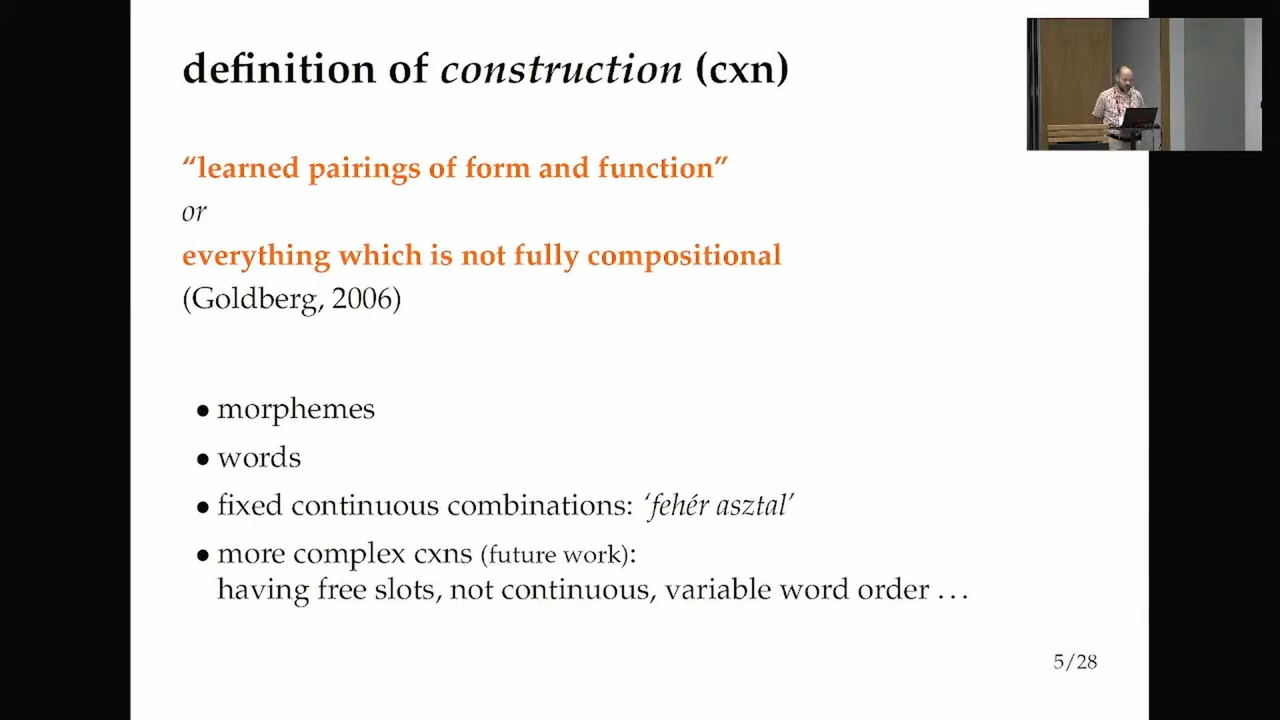 definition of construction (cxn)
“learned pairings of form and function”
or
everything which is not fully compositional
(Goldberg, 2006)
• morphemes
• words
• fixed continuous combinations: ‘fehér asztal’
• more complex cxns (future work):
having free slots, not continuous, variable word order ...
5/28